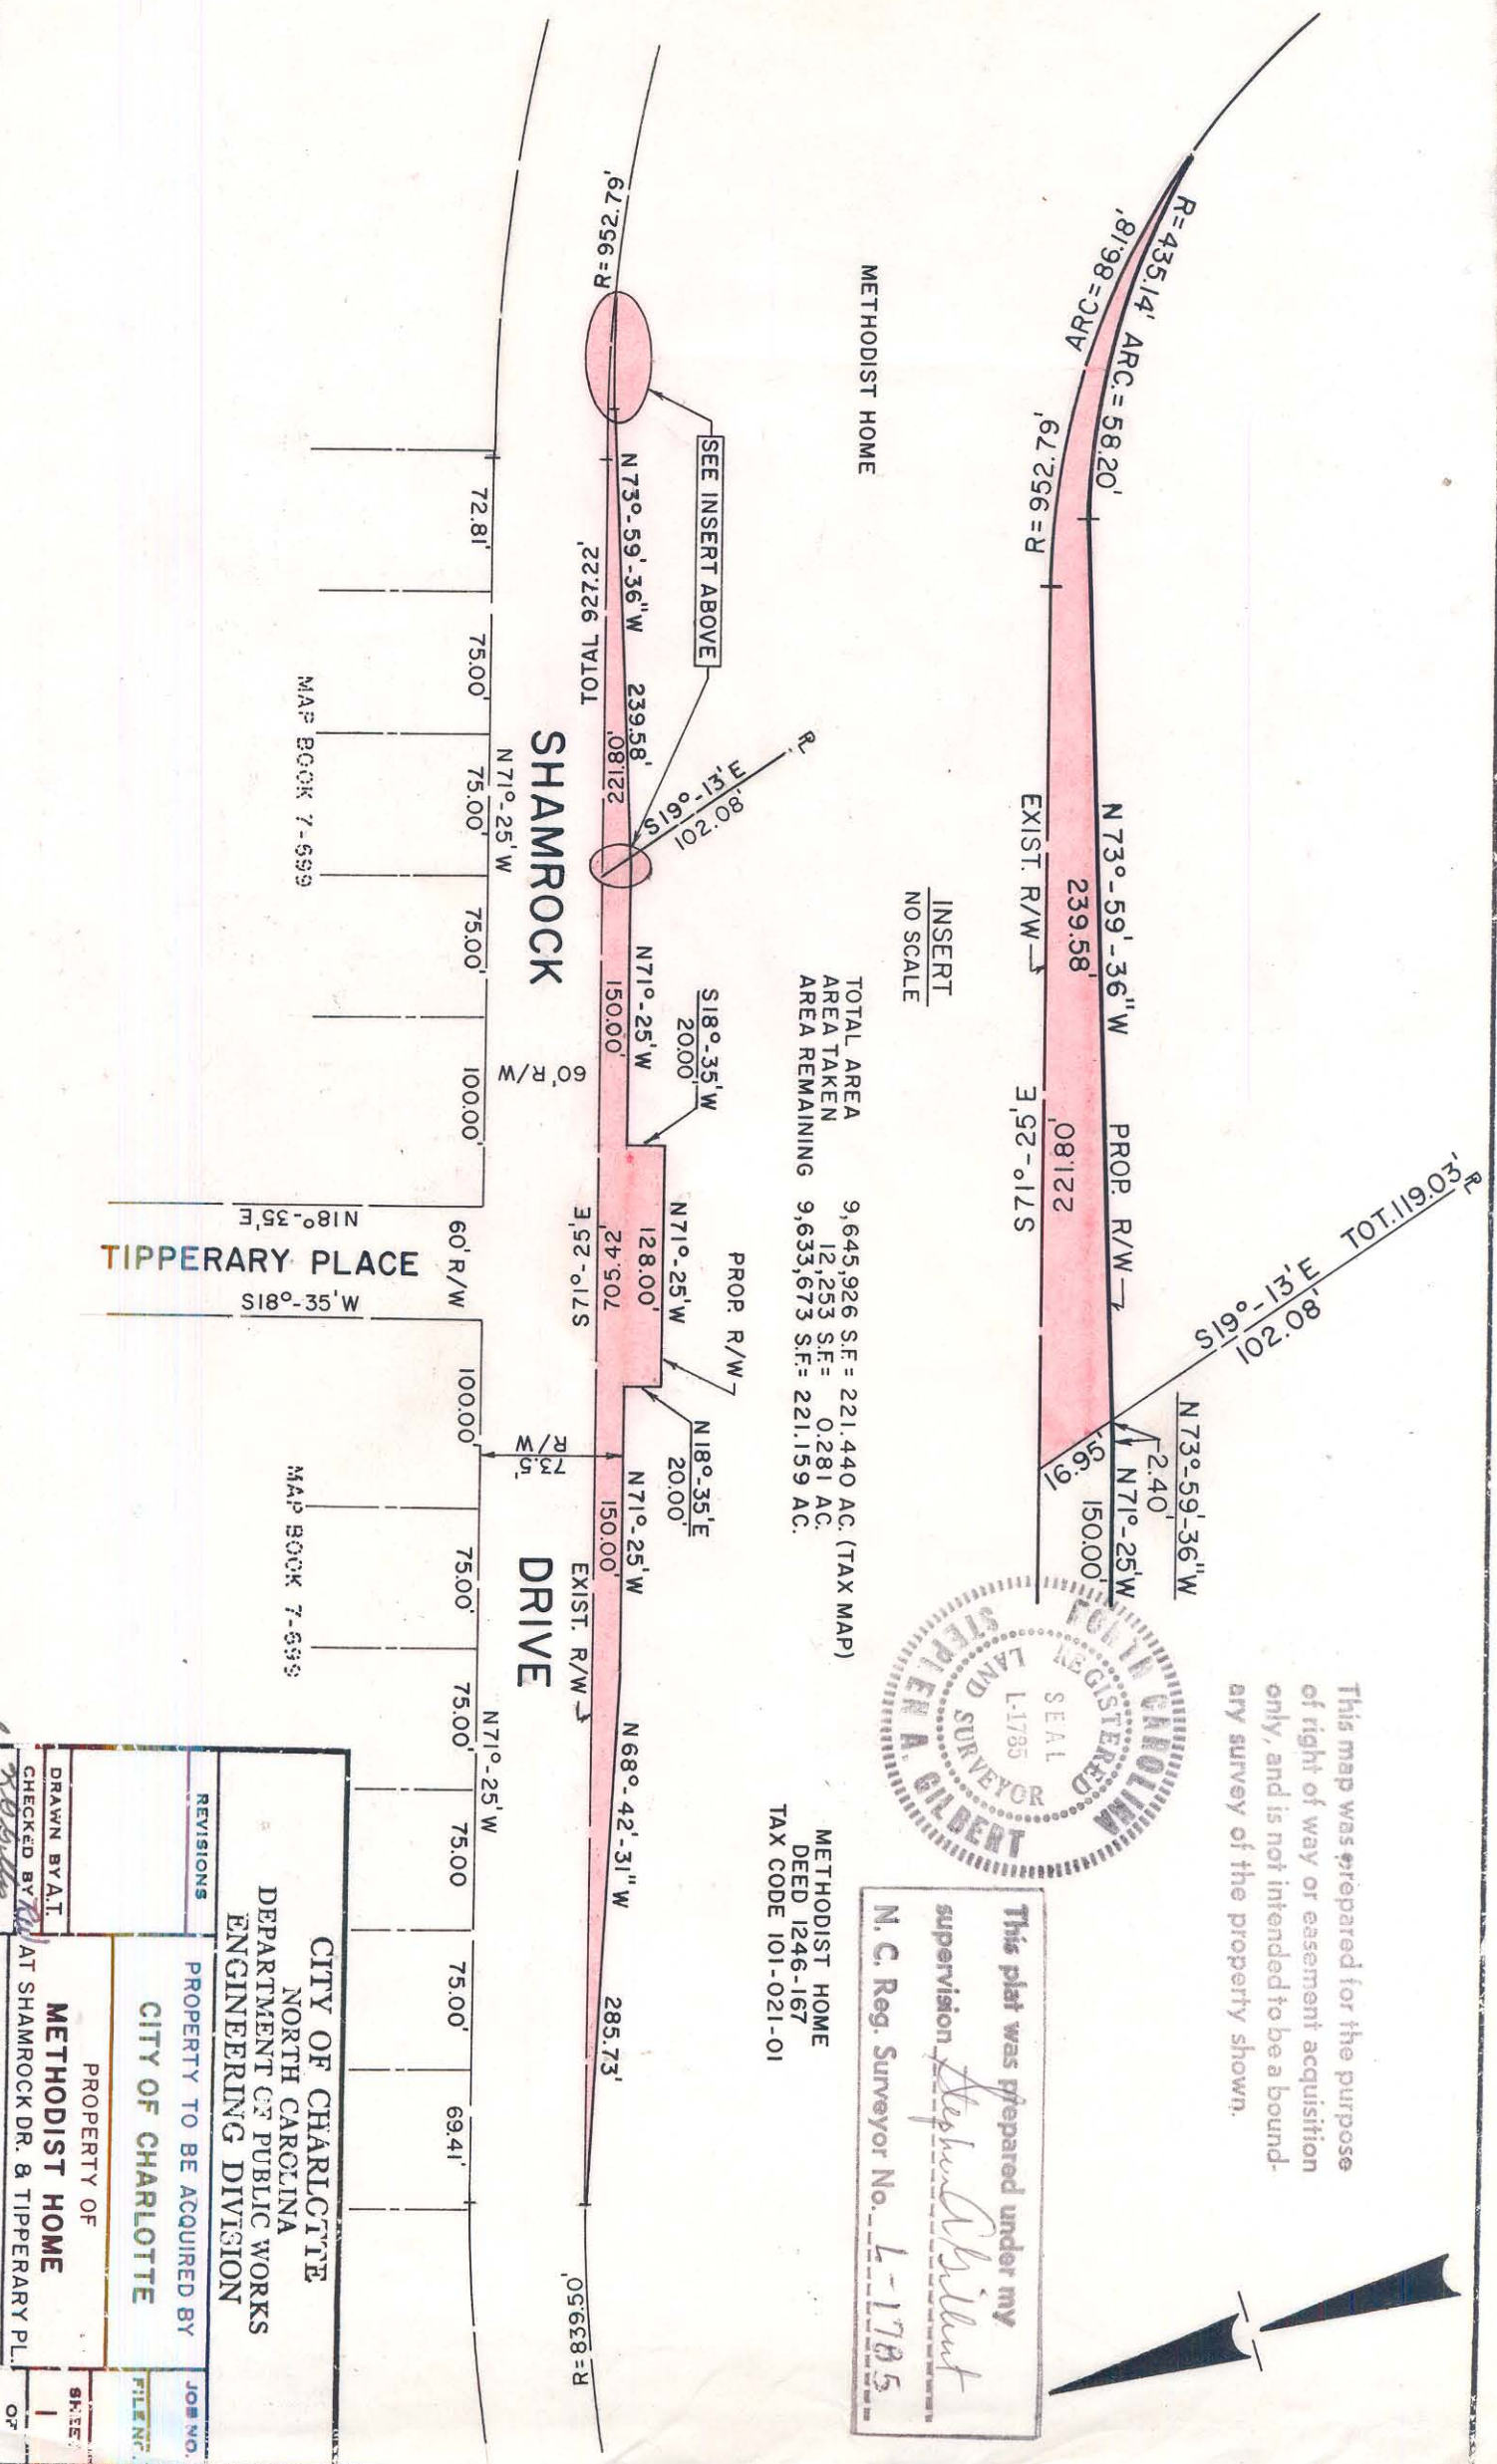 This map was prepared for the purpose
of right of way or easement acquisition
only, and is not intended to be a bound-
ary survey of the property shown.
R=435.14' ARC.=58.20'
ARC=86.98'
R=952.79'
N73°-59'-36"W
239.58'
PROP. R/W
EXIST. R/W
221.80'
S71°-25'E
TOT.119.03'
S19°-13'E
102.08'
N73°-59'-36"W
2.40'
16.95'
N71°-25'W
150.00'
INSERT
NO SCALE
METHODIST HOME
NORTH CAROLINA
STEPHEN A. GILBERT
REGISTERED
LAND SURVEYOR
SEAL
L-1785
This plat was prepared under my
supervision Stephen A Gilbert
N. C. Reg. Surveyor No. L-1785
TOTAL AREA 9,645,926 S.F.= 221.440 AC. (TAX MAP)
AREA TAKEN 12,253 S.F.= 0.281 AC.
AREA REMAINING 9,633,673 S.F.= 221.159 AC.
METHODIST HOME
DEED 1246-167
TAX CODE 101-021-01
SEE INSERT ABOVE
R=952.79'
N73°-59'-36"W
239.58'
TOTAL 927.22'
221.80'
S19°-13'E
102.08'
N71°-25'W
150.00'
S18°-35'W
20.00'
N71°-25'W
128.00'
705.42'
S71°-25'E
PROP. R/W
N18°-35'E
20.00'
N71°-25'W
150.00'
EXIST. R/W
N68°-42'-31"W
285.73'
R=839.50'
SHAMROCK
DRIVE
60' R/W
73.5'
R/W
72.81'
75.00'
N71°-25'W
75.00'
75.00'
100.00'
60' R/W
100.00'
75.00'
75.00'
N71°-25'W
75.00
75.00'
69.41'
MAP BOOK 7-599
N18°-35'E
TIPPERARY PLACE
S18°-35'W
MAP BOOK 7-599
CITY OF CHARLOTTE
NORTH CAROLINA
DEPARTMENT OF PUBLIC WORKS
ENGINEERING DIVISION
REVISIONS
PROPERTY TO BE ACQUIRED BY
CITY OF CHARLOTTE
JOB NO.
FILE NO.
DRAWN BY A.T.
CHECKED BY
PROPERTY OF
METHODIST HOME
AT SHAMROCK DR. & TIPPERARY PL.
SHEET
1
OF